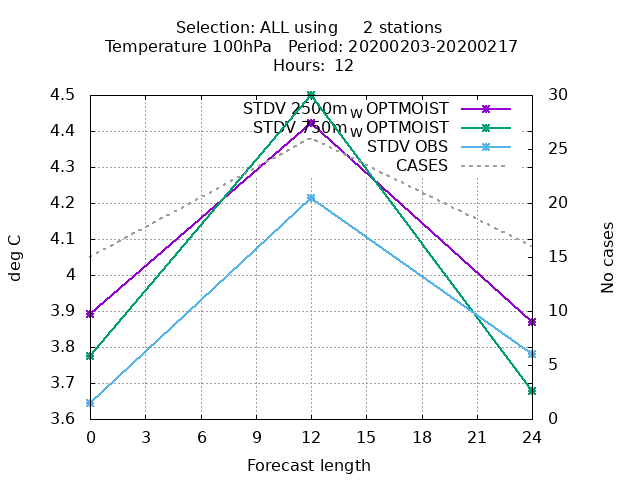 Selection: ALL using 2 stations
Temperature 100hPa Period: 20200203-20200217
Hours: 12
4.5
4.4
4.3
4.2
4.1
4
3.9
3.8
3.7
3.6
deg C
STDV 2500m_W OPTMOIST
STDV 750m_W OPTMOIST
STDV OBS
CASES
30
25
20
15
10
5
0
No cases
0 3 6 9 12 15 18 21 24
Forecast length